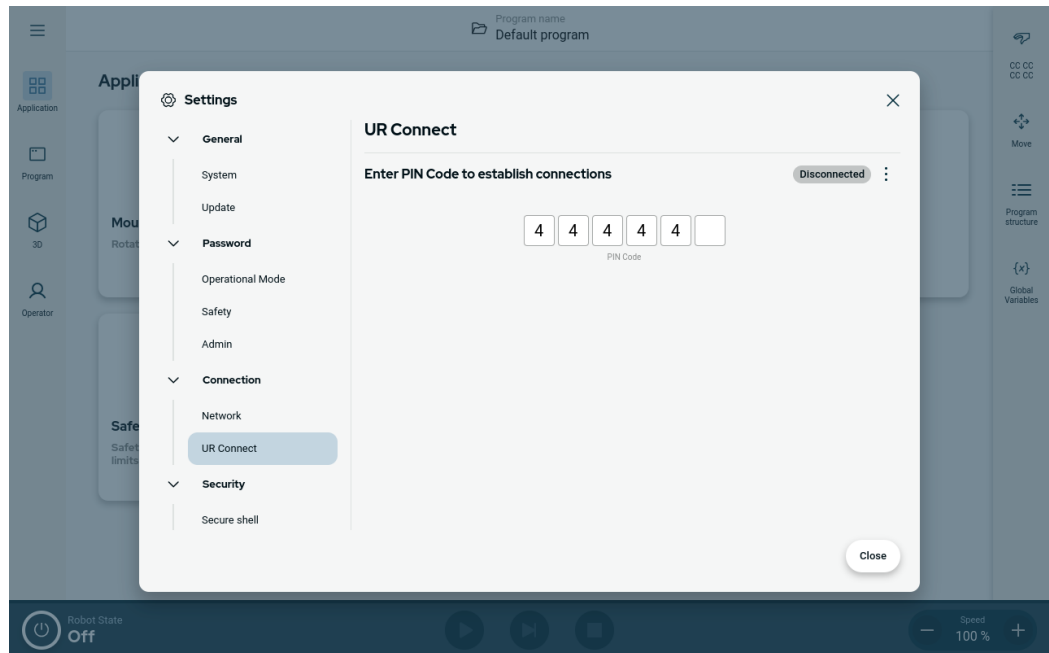 Program name
Default program
Application
Program
3D
Operator
Appli
Mou
Rotat
Safe
Safet
limits
Settings
General
System
Update
Password
Operational Mode
Safety
Admin
Connection
Network
UR Connect
Security
Secure shell
UR Connect
Enter PIN Code to establish connections
Disconnected
4 4 4 4 4
PIN Code
Close
CC CC
CC CC
Move
Program
structure
{x}
Global
Variables
Robot State
Off
Speed
100 %